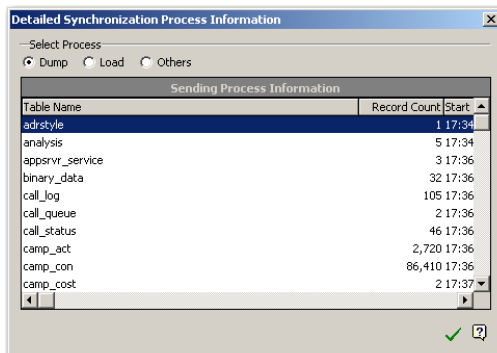 Detailed Synchronization Process Information
Select Process
Dump Load Others
Sending Process Information
Table Name Record Count Start
adrstyle 1 17:34
analysis 5 17:34
appsrvr_service 3 17:36
binary_data 32 17:36
call_log 105 17:36
call_queue 2 17:36
call_status 46 17:36
camp_act 2,720 17:36
camp_con 86,410 17:36
camp_cost 2 17:37